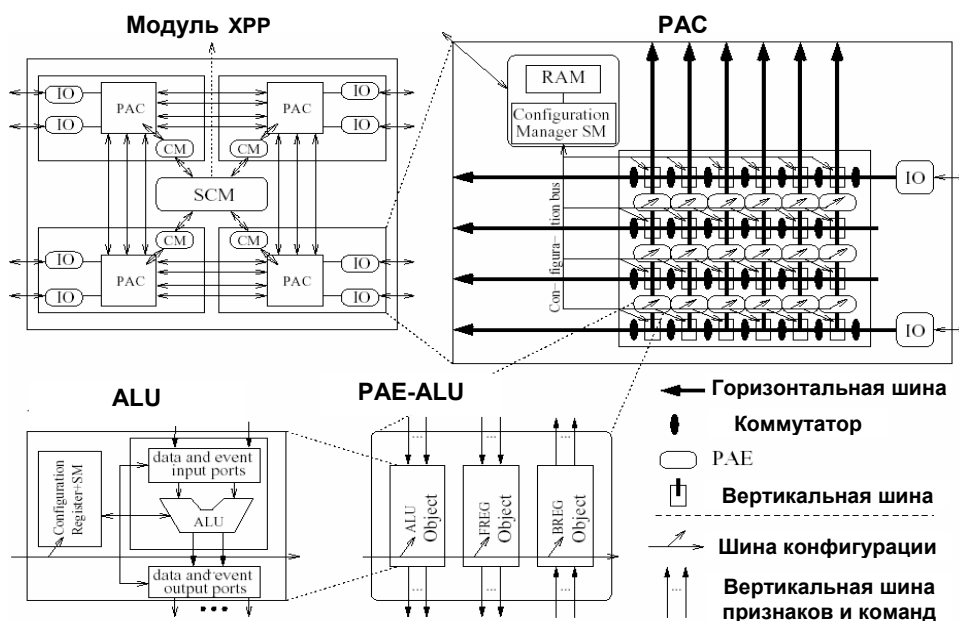 Модуль XPP
PAC
IO
PAC
PAC
IO
IO
IO
CM
CM
SCM
CM
CM
IO
PAC
PAC
IO
IO
IO
RAM
Configuration
Manager SM
Con-figura-tion bus
IO
IO
ALU
PAE-ALU
Configuration
Register+SM
data and event
input ports
ALU
data and event
output ports
...
ALU
Object
FREG
Object
BREG
Object
...
...
...
...
...
...
Горизонтальная шина
Коммутатор
PAE
Вертикальная шина
Шина конфигурации
...
Вертикальная шина
признаков и команд